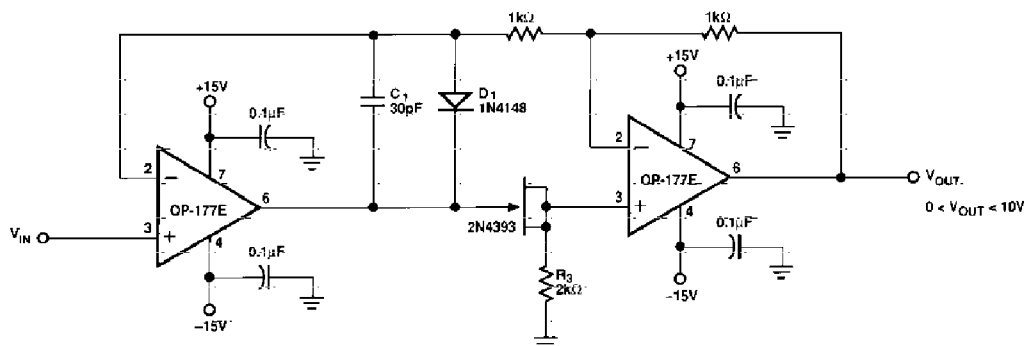 1kΩ
1kΩ
+15V
0.1μF
C1
30pF
D1
1N4148
+15V
0.1μF
2
7
OP-177E
6
3
4
VIN
0.1μF
–15V
2N4393
R3
2kΩ
2
7
OP-177E
6
3
4
VOUT
0 < VOUT < 10V
0.1μF
–15V